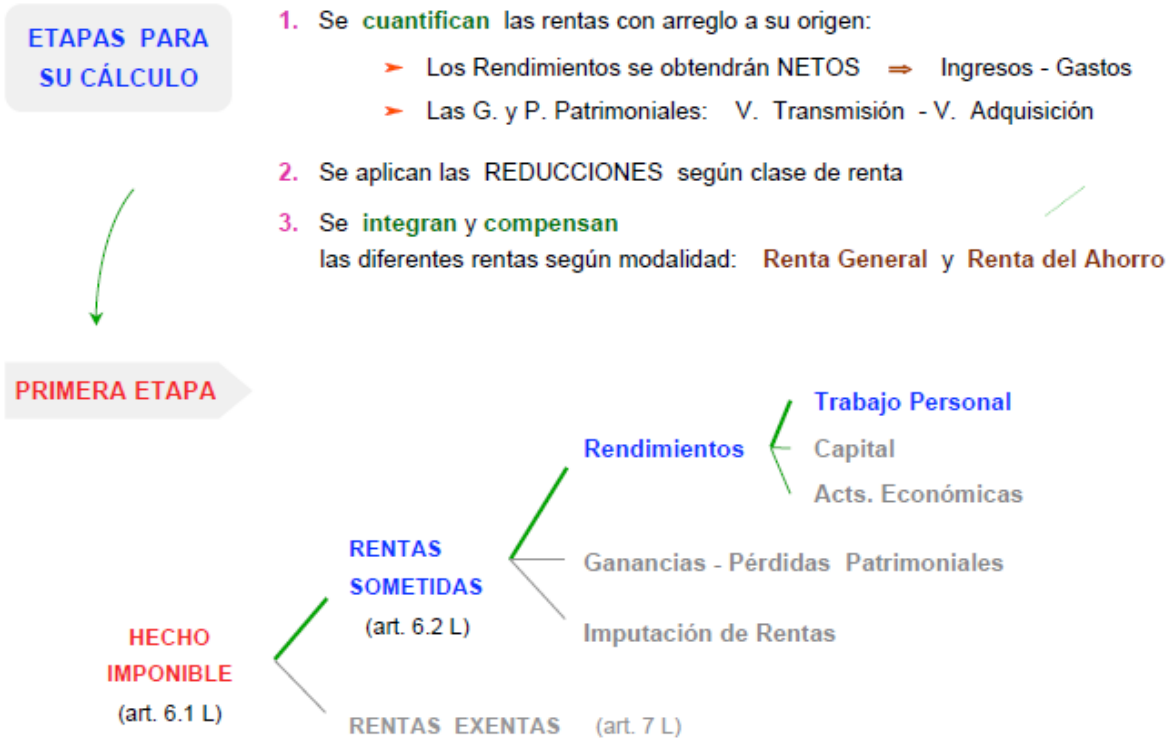 ETAPAS PARA
SU CÁLCULO
1. Se cuantifican las rentas con arreglo a su origen:
➤ Los Rendimientos se obtendrán NETOS ⇒ Ingresos - Gastos
➤ Las G. y P. Patrimoniales: V. Transmisión - V. Adquisición
2. Se aplican las REDUCCIONES según clase de renta
3. Se integran y compensan
las diferentes rentas según modalidad: Renta General y Renta del Ahorro
PRIMERA ETAPA
Trabajo Personal
Rendimientos
Capital
Acts. Económicas
RENTAS
SOMETIDAS
(art. 6.2 L)
Ganancias - Pérdidas Patrimoniales
Imputación de Rentas
HECHO
IMPONIBLE
(art. 6.1 L)
RENTAS EXENTAS (art. 7 L)